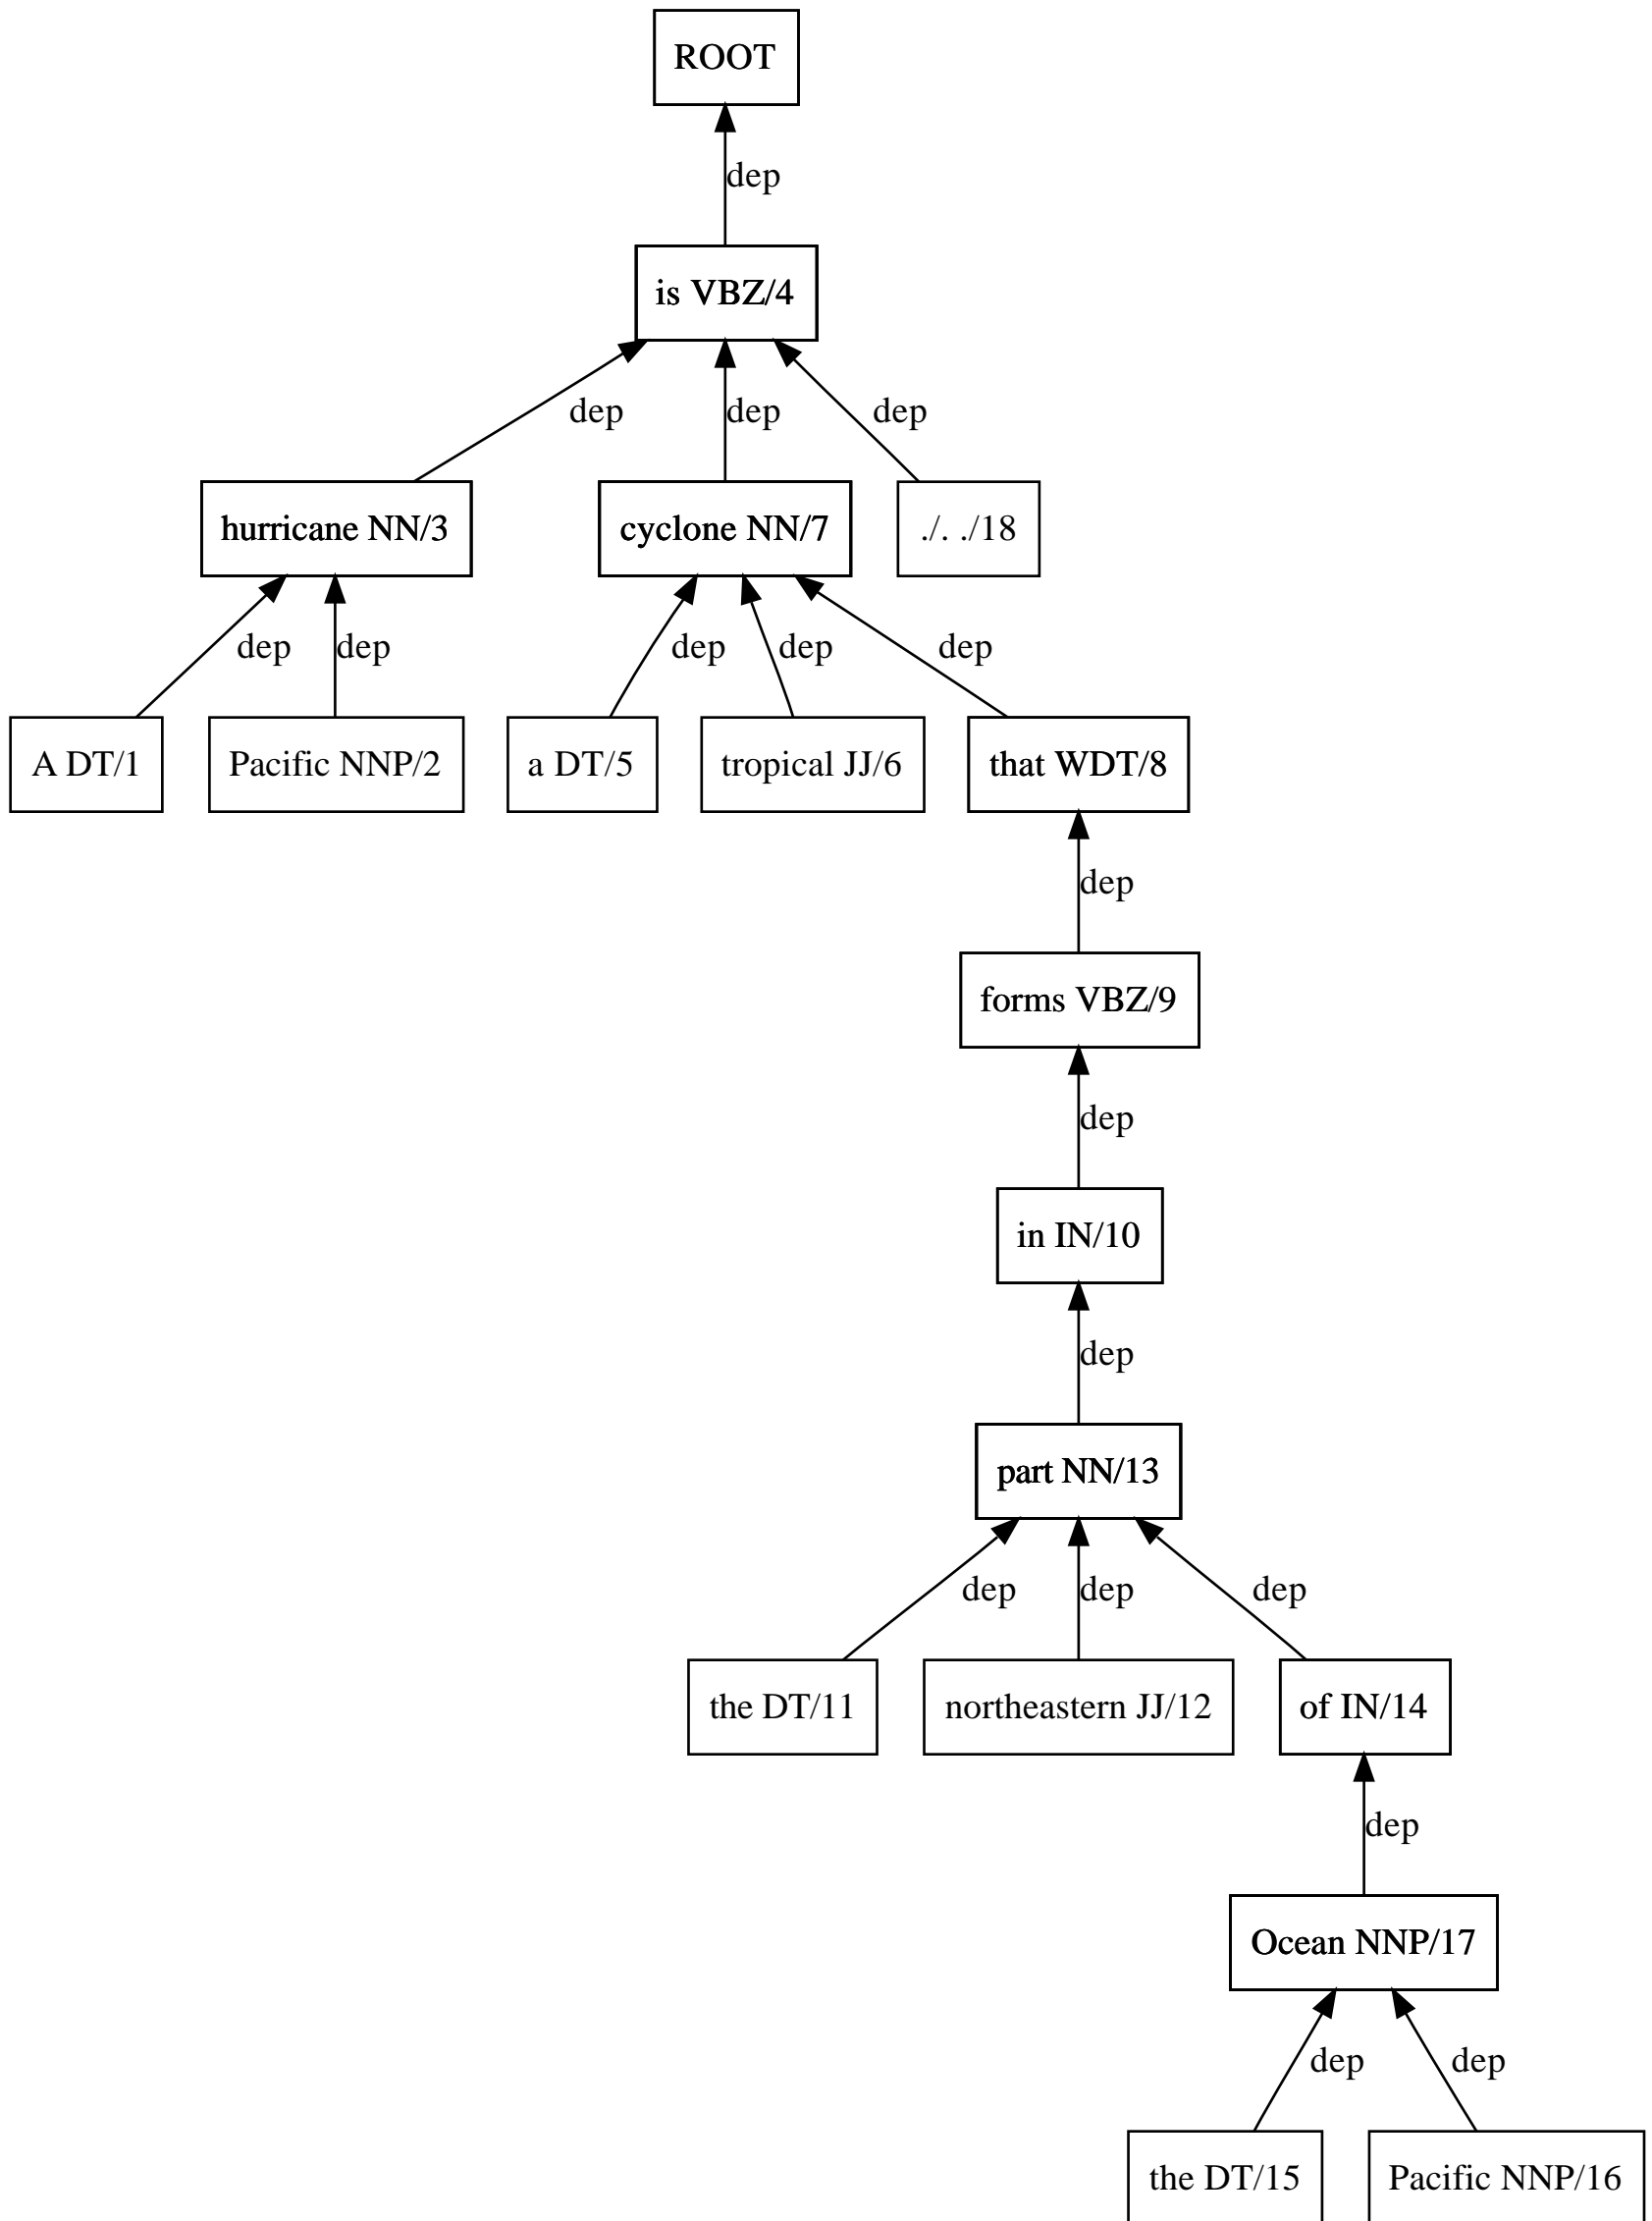 ROOT
dep
is VBZ/4
dep dep dep
hurricane NN/3 cyclone NN/7 ./. ./18
dep dep dep dep dep
A DT/1 Pacific NNP/2 a DT/5 tropical JJ/6 that WDT/8
dep
forms VBZ/9
dep
in IN/10
dep
part NN/13
dep dep dep
the DT/11 northeastern JJ/12 of IN/14
dep
Ocean NNP/17
dep dep
the DT/15 Pacific NNP/16